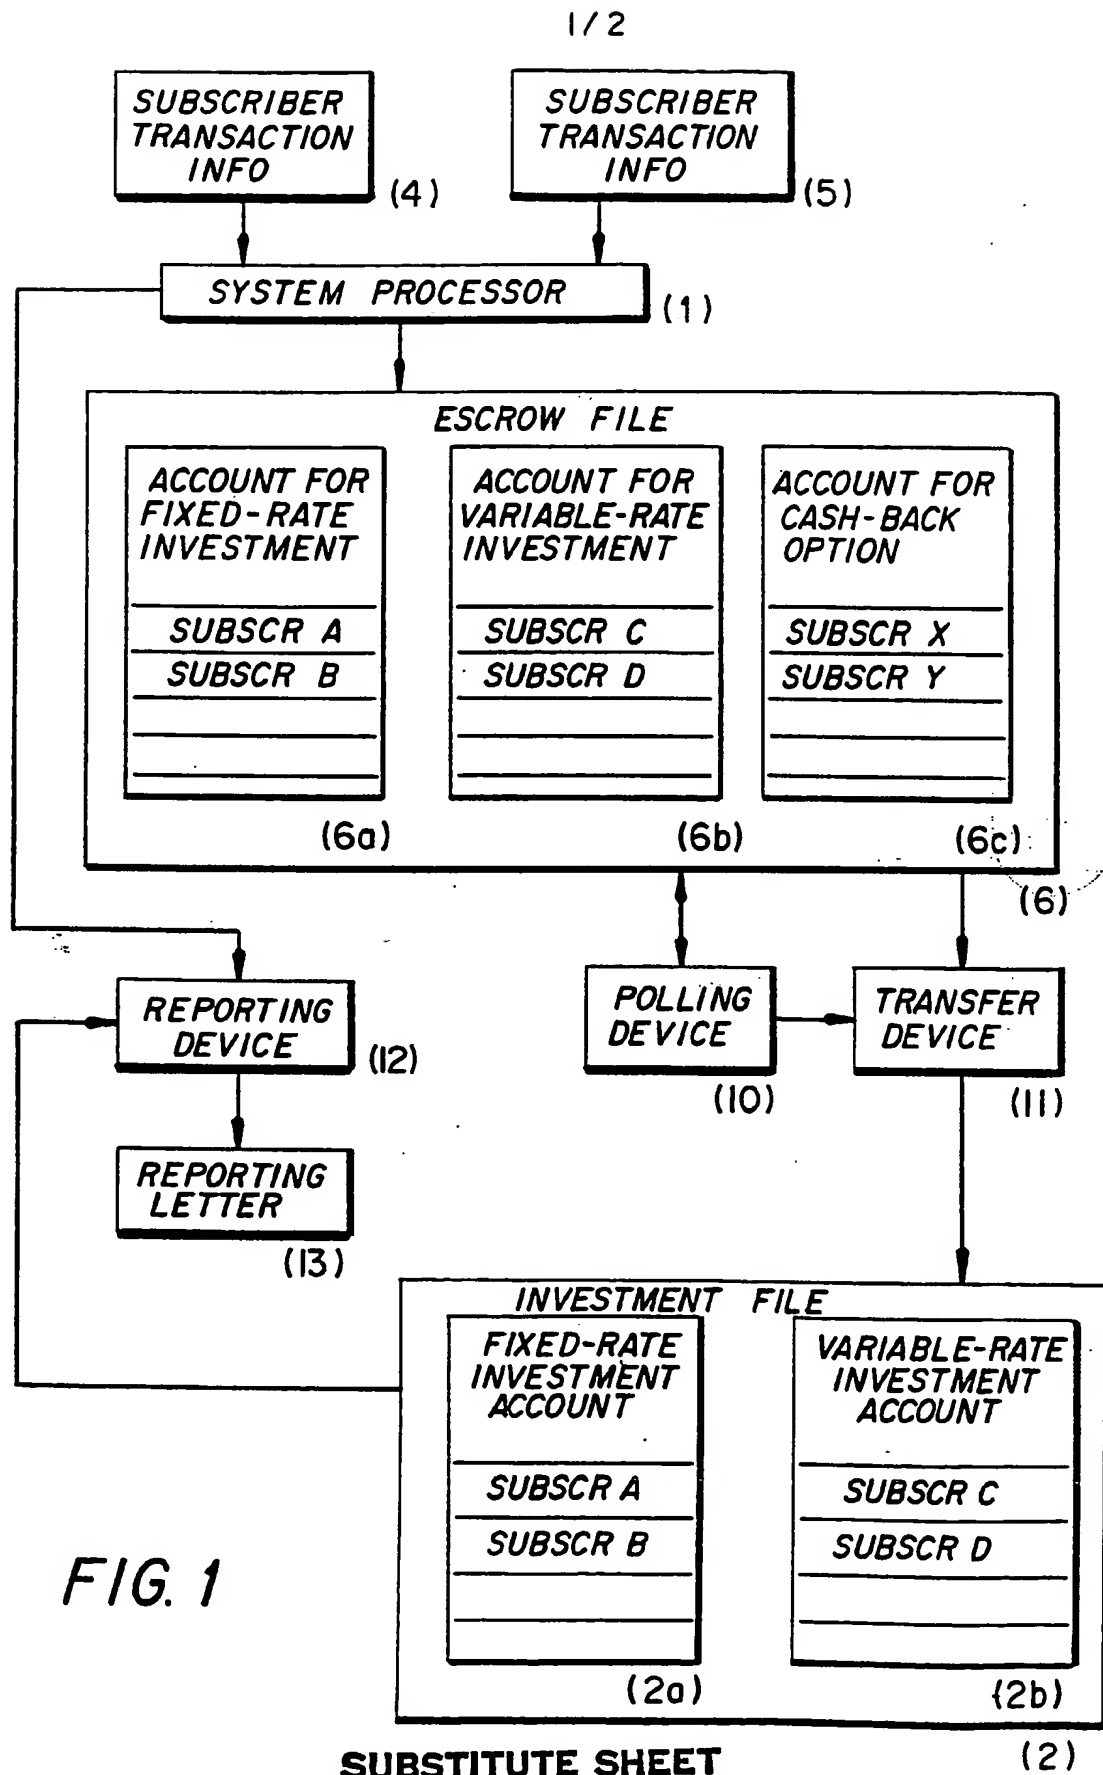 1/2
SUBSCRIBER
TRANSACTION
INFO
(4)
SUBSCRIBER
TRANSACTION
INFO
(5)
SYSTEM PROCESSOR
(1)
ESCROW FILE
ACCOUNT FOR
FIXED-RATE
INVESTMENT
SUBSCR A
SUBSCR B
(6a)
ACCOUNT FOR
VARIABLE-RATE
INVESTMENT
SUBSCR C
SUBSCR D
(6b)
ACCOUNT FOR
CASH-BACK
OPTION
SUBSCR X
SUBSCR Y
(6c)
(6)
REPORTING
DEVICE
(12)
POLLING
DEVICE
(10)
TRANSFER
DEVICE
(11)
REPORTING
LETTER
(13)
INVESTMENT FILE
FIXED-RATE
INVESTMENT
ACCOUNT
SUBSCR A
SUBSCR B
(2a)
VARIABLE-RATE
INVESTMENT
ACCOUNT
SUBSCR C
SUBSCR D
(2b)
(2)
FIG. 1
SUBSTITUTE SHEET